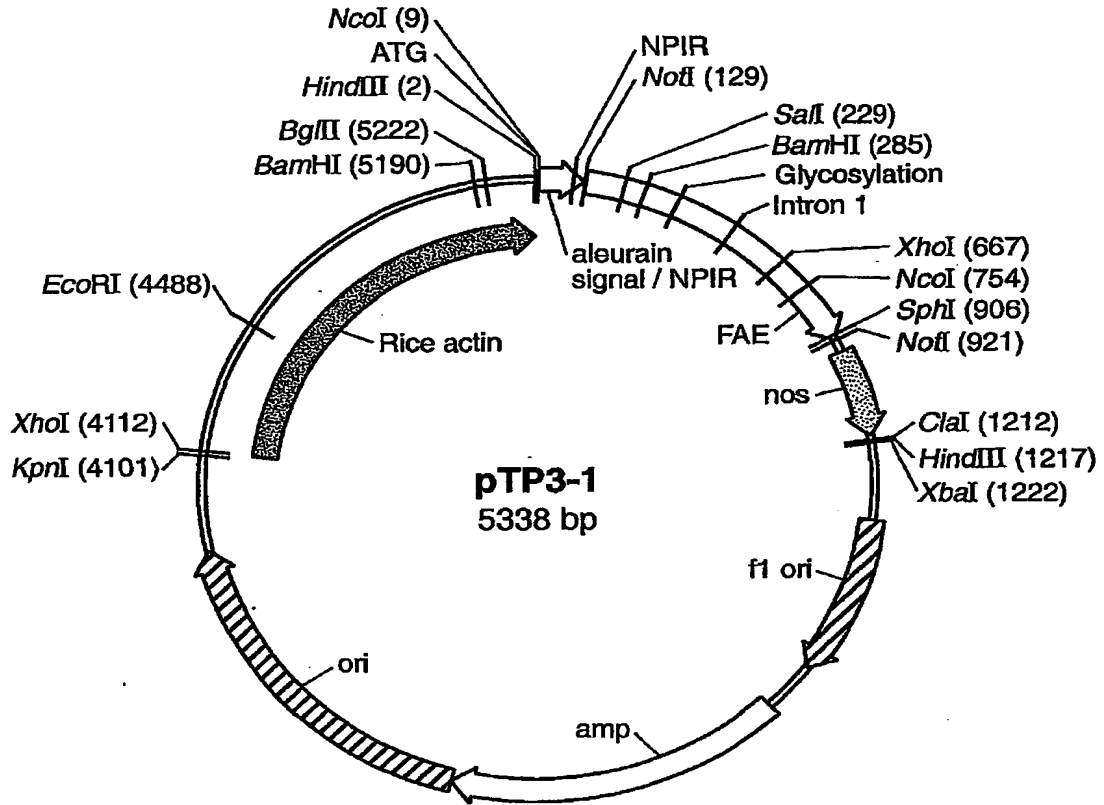 NcoI (9)
ATG
HindIII (2)
BglII (5222)
BamHI (5190)
NPIR
NotI (129)
SalI (229)
BamHI (285)
Glycosylation
Intron 1
aleurain
signal / NPIR
XhoI (667)
NcoI (754)
SphI (906)
NotI (921)
FAE
nos
EcoRI (4488)
Rice actin
XhoI (4112)
KpnI (4101)
ClaI (1212)
HindIII (1217)
XbaI (1222)
pTP3-1
5338 bp
f1 ori
ori
amp